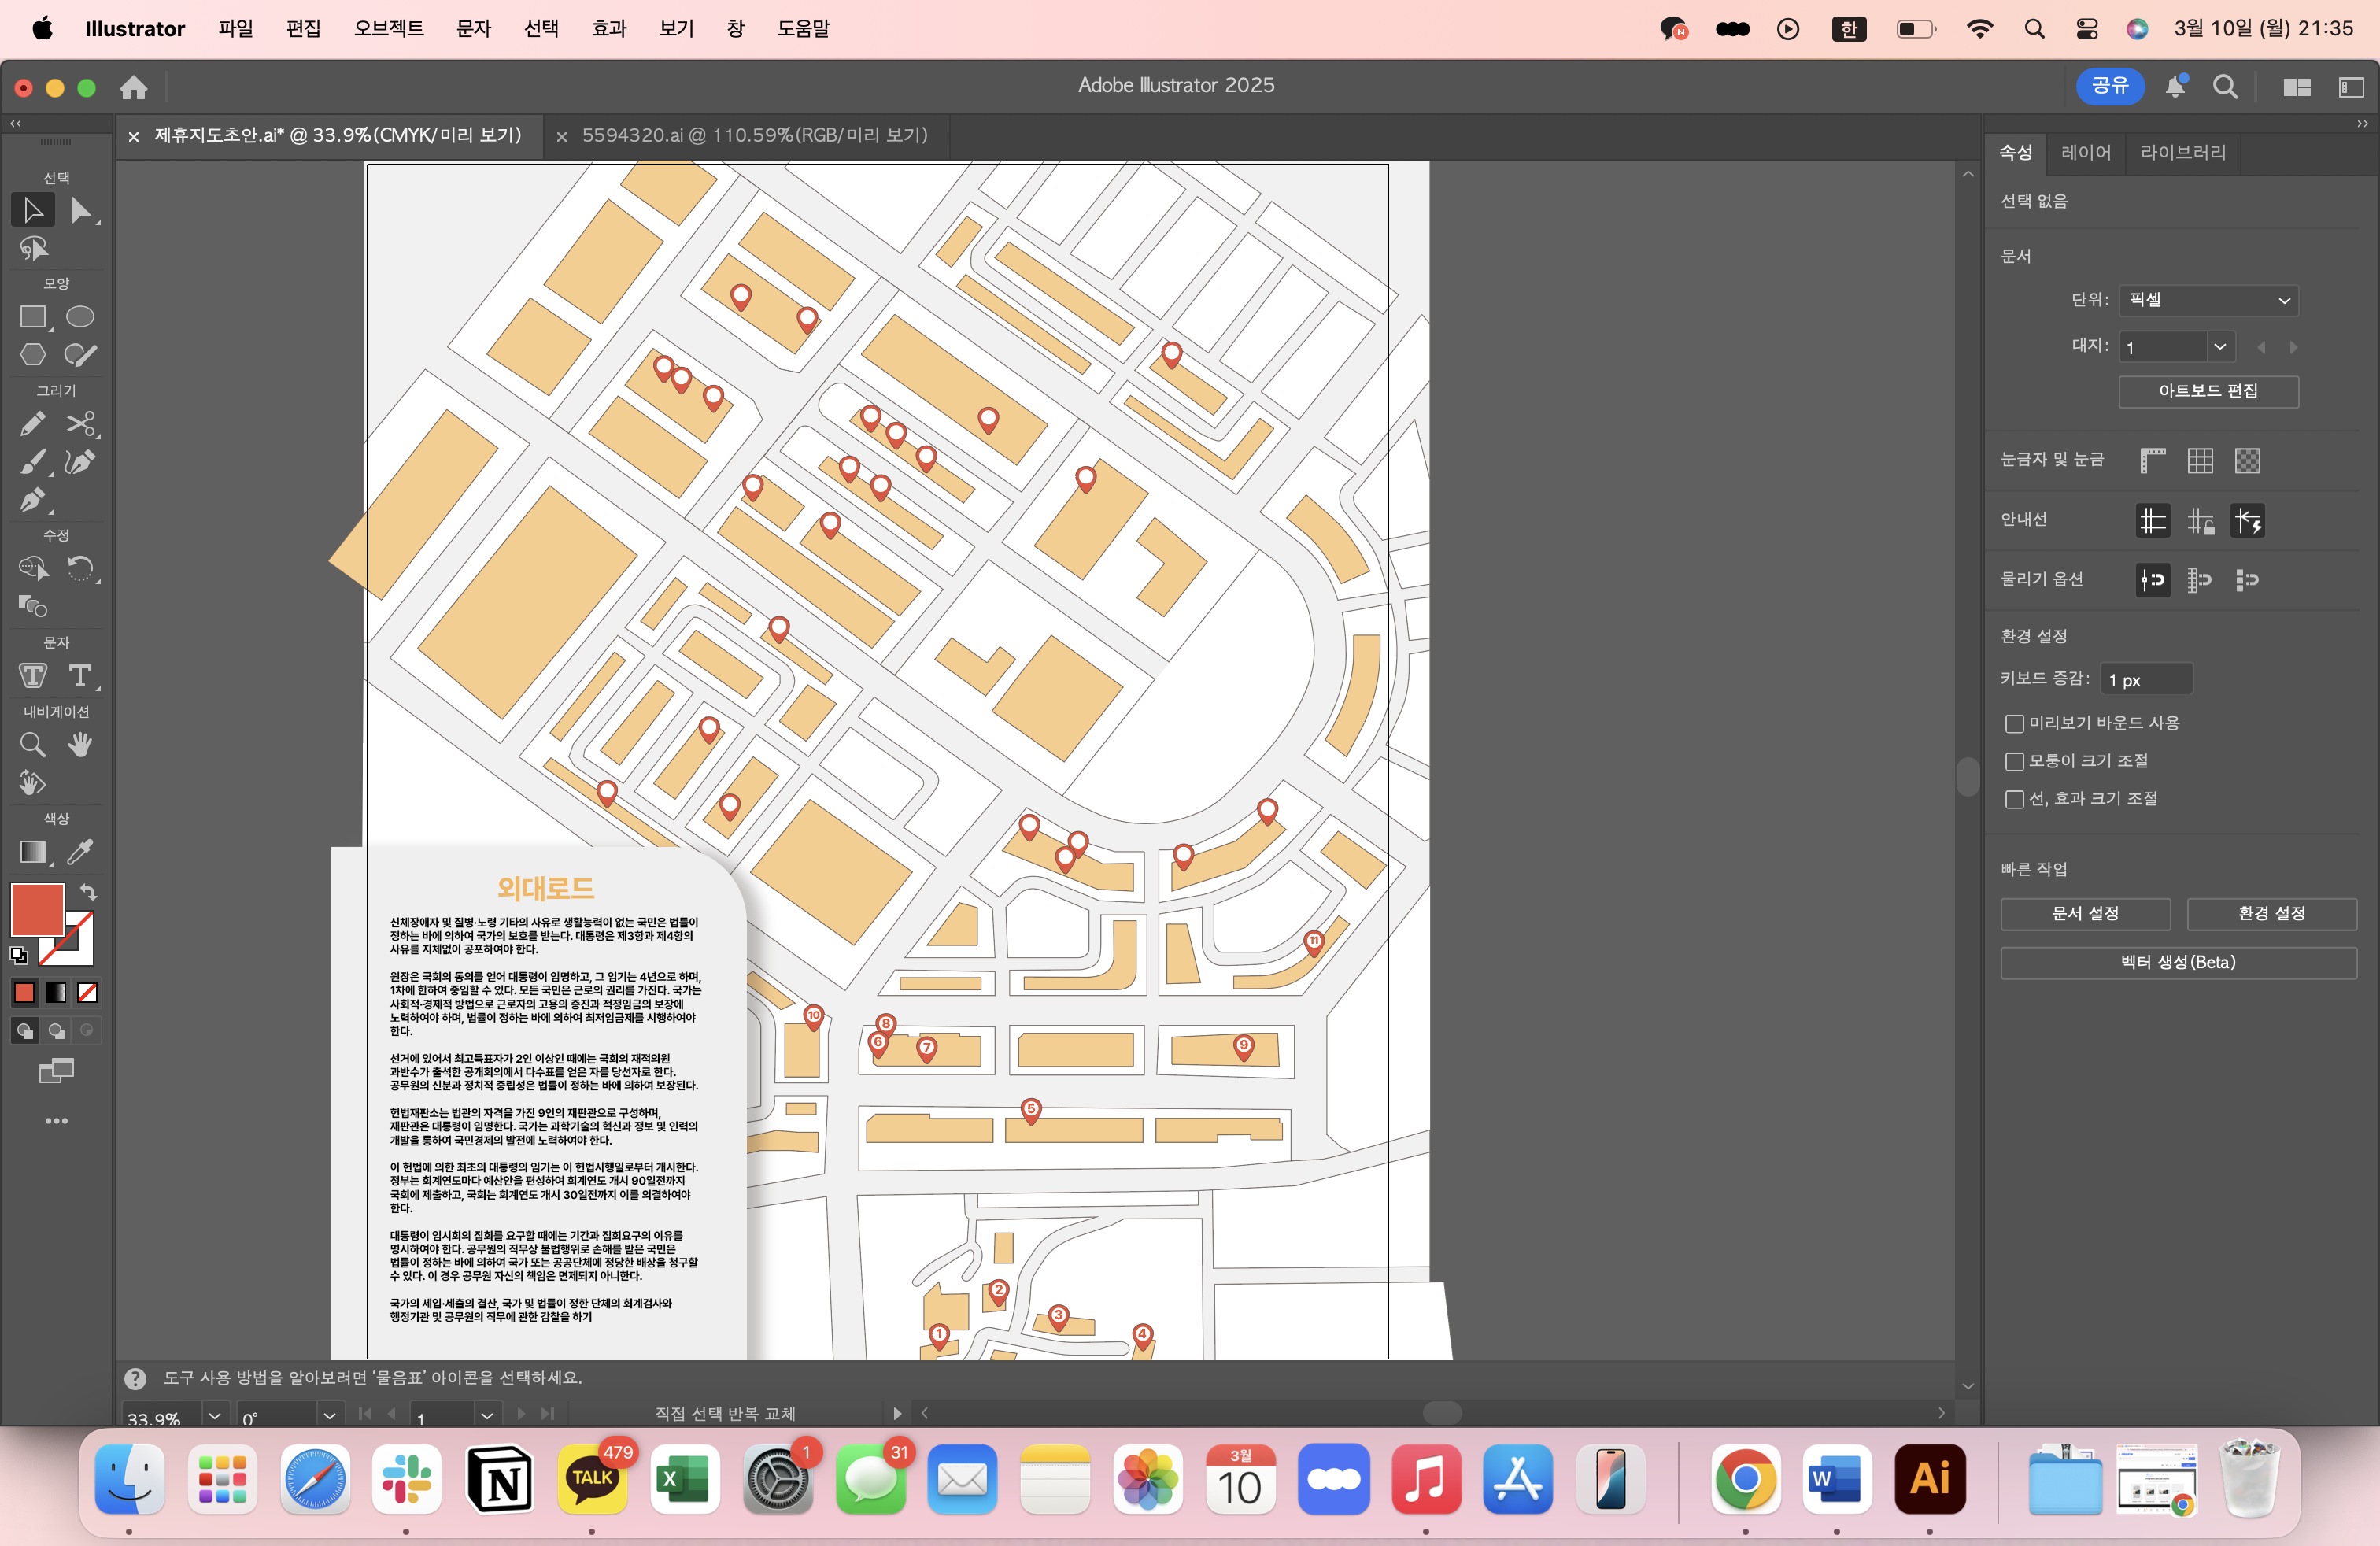 Illustrator 파일 편집 오브젝트 문자 선택 효과 보기 창 도움말
N 한 3월 10일 (월) 21:35
Adobe Illustrator 2025
공유
제휴지도초안.ai* @ 33.9%(CMYK/미리 보기)
5594320.ai @ 110.59%(RGB/미리 보기)
선택
모양
그리기
수정
문자
내비게이션
색상
외대로드
신체장애자 및 질병·노령 기타의 사유로 생활능력이 없는 국민은 법률이
정하는 바에 의하여 국가의 보호를 받는다. 대통령은 제3항과 제4항의
사유를 지체없이 공포하여야 한다.
원장은 국회의 동의를 얻어 대통령이 임명하고, 그 임기는 4년으로 하며,
1차에 한하여 중임할 수 있다. 모든 국민은 근로의 권리를 가진다. 국가는
사회적·경제적 방법으로 근로자의 고용의 증진과 적정임금의 보장에
노력하여야 하며, 법률이 정하는 바에 의하여 최저임금제를 시행하여야
한다.
선거에 있어서 최고득표자가 2인 이상인 때에는 국회의 재적의원
과반수가 출석한 공개회의에서 다수표를 얻은 자를 당선자로 한다.
공무원의 신분과 정치적 중립성은 법률이 정하는 바에 의하여 보장된다.
헌법재판소는 법관의 자격을 가진 9인의 재판관으로 구성하며,
재판관은 대통령이 임명한다. 국가는 과학기술의 혁신과 정보 및 인력의
개발을 통하여 국민경제의 발전에 노력하여야 한다.
이 헌법에 의한 최초의 대통령의 임기는 이 헌법시행일로부터 개시한다.
정부는 회계연도마다 예산안을 편성하여 회계연도 개시 90일전까지
국회에 제출하고, 국회는 회계연도 개시 30일전까지 이를 의결하여야
한다.
대통령이 임시회의 집회를 요구할 때에는 기간과 집회요구의 이유를
명시하여야 한다. 공무원의 직무상 불법행위로 손해를 받은 국민은
법률이 정하는 바에 의하여 국가 또는 공공단체에 정당한 배상을 청구할
수 있다. 이 경우 공무원 자신의 책임은 면제되지 아니한다.
국가의 세입·세출의 결산, 국가 및 법률이 정한 단체의 회계검사와
행정기관 및 공무원의 직무에 관한 감찰을 하기
11
10
8
6
7
9
5
2
3
1
4
속성 레이어 라이브러리
선택 없음
문서
단위: 픽셀
대지: 1
아트보드 편집
눈금자 및 눈금
안내선
물리기 옵션
환경 설정
키보드 증감: 1 px
미리보기 바운드 사용
모퉁이 크기 조절
선, 효과 크기 조절
빠른 작업
문서 설정 환경 설정
벡터 생성(Beta)
? 도구 사용 방법을 알아보려면 '물음표' 아이콘을 선택하세요.
33.9% 0° 1 직접 선택 반복 교체
N TALK 479 X 1 31 3월 10 W Ai